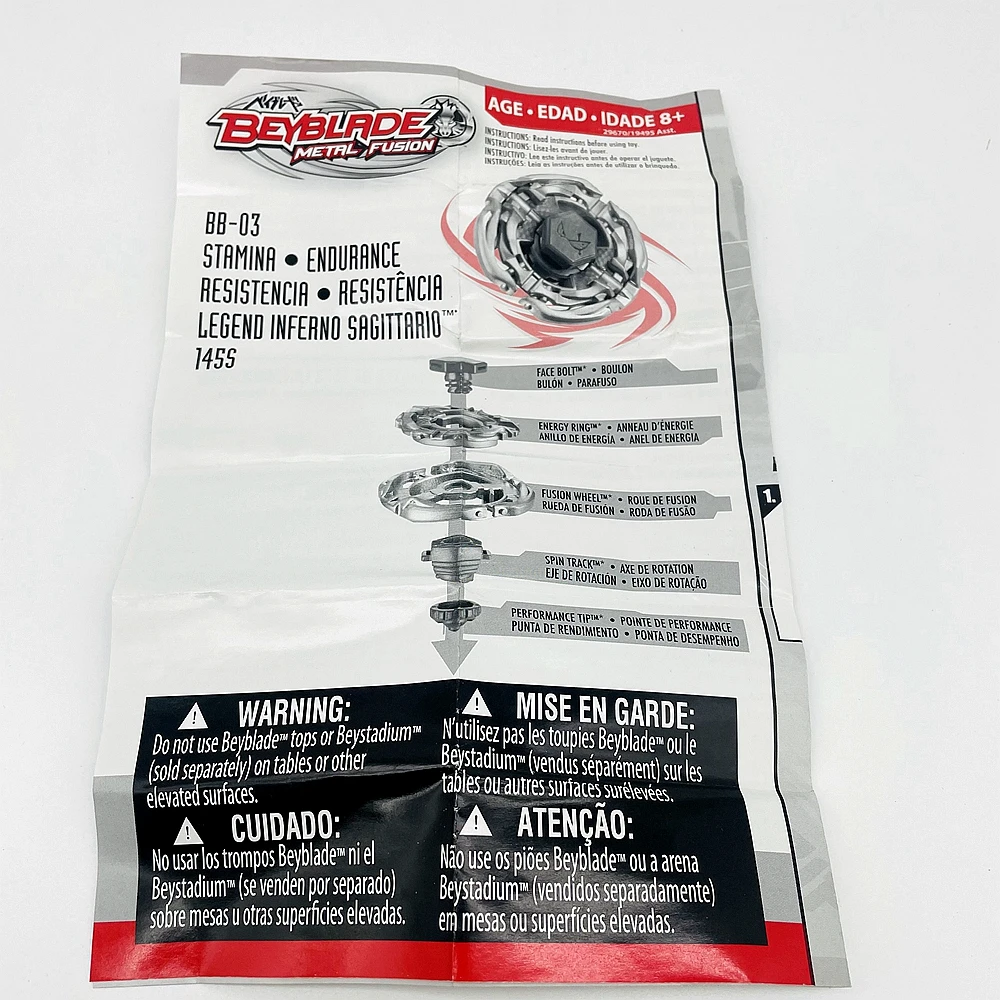 ベイブレード
BEYBLADE
METAL FUSION
AGE • EDAD • IDADE 8+
29670/19495 Asst.
INSTRUCTIONS: Read instructions before using toy.
INSTRUCTIONS: Lisez-les avant de jouer.
INSTRUCTIVO: Lee este instructivo antes de operar el juguete.
INSTRUÇÕES: Leia as instruções antes de utilizar o brinquedo.
BB-03
STAMINA • ENDURANCE
RESISTENCIA • RESISTÊNCIA
LEGEND INFERNO SAGITTARIO™*
145S
FACE BOLT™* • BOULON
BULÓN • PARAFUSO
ENERGY RING™* • ANNEAU D'ÉNERGIE
ANILLO DE ENERGÍA • ANEL DE ENERGIA
FUSION WHEEL™* • ROUE DE FUSION
RUEDA DE FUSIÓN • RODA DE FUSÃO
1.
SPIN TRACK™* • AXE DE ROTATION
EJE DE ROTACIÓN • EIXO DE ROTAÇÃO
PERFORMANCE TIP™* • POINTE DE PERFORMANCE
PUNTA DE RENDIMIENTO • PONTA DE DESEMPENHO
WARNING:
Do not use Beyblade™ tops or Beystadium™
(sold separately) on tables or other
elevated surfaces.
MISE EN GARDE:
N'utilisez pas les toupies Beyblade™ ou le
Beystadium™ (vendus séparément) sur les
tables ou autres surfaces surélevées.
CUIDADO:
No usar los trompos Beyblade™ ni el
Beystadium™ (se venden por separado)
sobre mesas u otras superficies elevadas.
ATENÇÃO:
Não use os piões Beyblade™ ou a arena
Beystadium™ (vendidos separadamente)
em mesas ou superfícies elevadas.